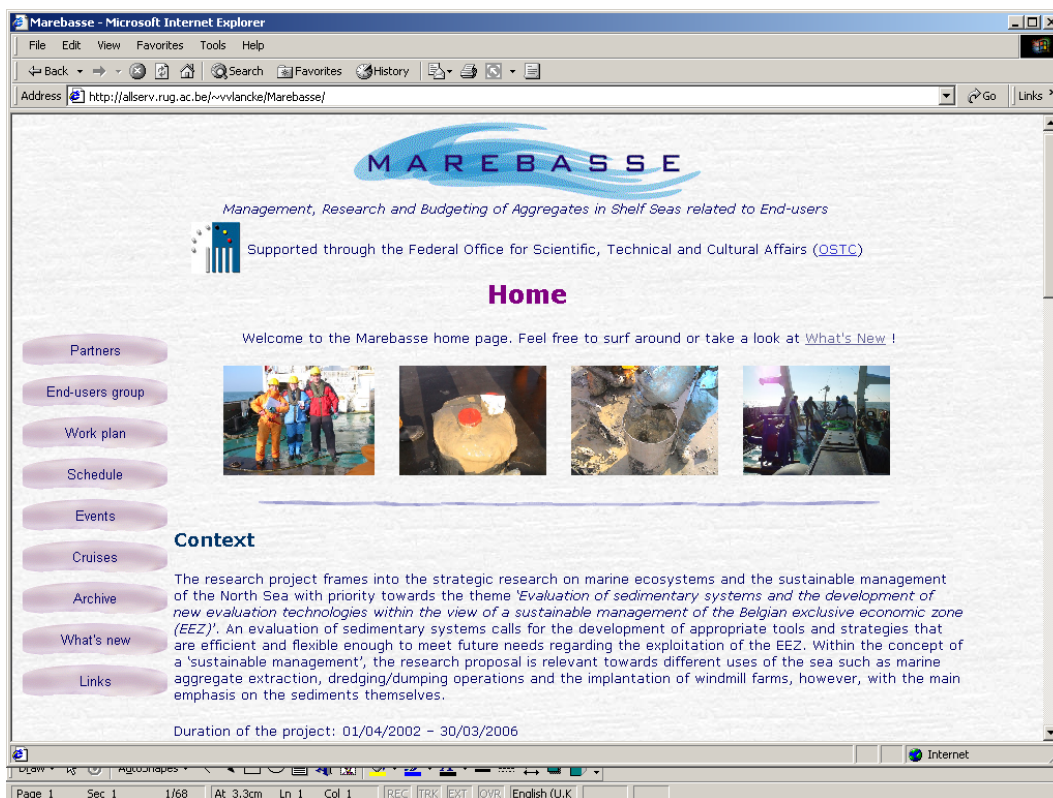 Marebasse - Microsoft Internet Explorer
File Edit View Favorites Tools Help
Back Search Favorites History
Address http://allserv.rug.ac.be/~vvlancke/Marebasse/ Go Links
MAREBASSE
Management, Research and Budgeting of Aggregates in Shelf Seas related to End-users
Supported through the Federal Office for Scientific, Technical and Cultural Affairs (OSTC)
Home
Welcome to the Marebasse home page. Feel free to surf around or take a look at What's New !
Partners
End-users group
Work plan
Schedule
Events
Cruises
Archive
What's new
Links
Context
The research project frames into the strategic research on marine ecosystems and the sustainable management
of the North Sea with priority towards the theme 'Evaluation of sedimentary systems and the development of
new evaluation technologies within the view of a sustainable management of the Belgian exclusive economic zone
(EEZ)'. An evaluation of sedimentary systems calls for the development of appropriate tools and strategies that
are efficient and flexible enough to meet future needs regarding the exploitation of the EEZ. Within the concept of
a 'sustainable management', the research proposal is relevant towards different uses of the sea such as marine
aggregate extraction, dredging/dumping operations and the implantation of windmill farms, however, with the main
emphasis on the sediments themselves.
Duration of the project: 01/04/2002 – 30/03/2006
Internet
Draw AutoShapes
Page 1 Sec 1 1/68 At 3.3cm Ln 1 Col 1 REC TRK EXT OVR English (U.K